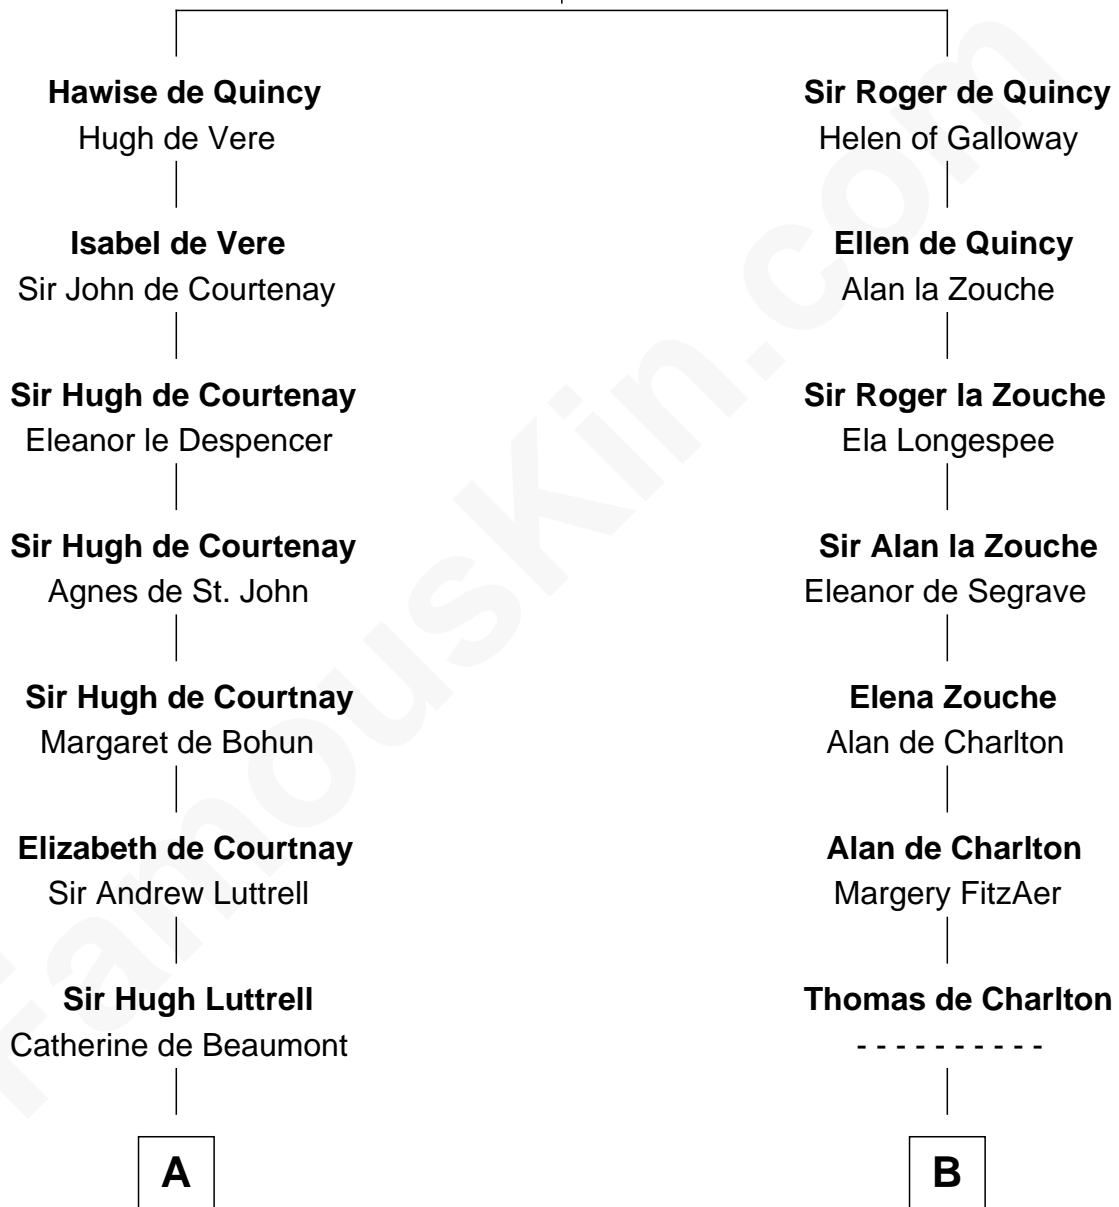 Hawise de Quincy
Hugh de Vere
Isabel de Vere
Sir John de Courtenay
Sir Hugh de Courtenay
Eleanor le Despencer
Sir Hugh de Courtenay
Agnes de St. John
Sir Hugh de Courtnay
Margaret de Bohun
Elizabeth de Courtnay
Sir Andrew Luttrell
Sir Hugh Luttrell
Catherine de Beaumont
A
Sir Roger de Quincy
Helen of Galloway
Ellen de Quincy
Alan la Zouche
Sir Roger la Zouche
Ela Longespee
Sir Alan la Zouche
Eleanor de Segrave
Elena Zouche
Alan de Charlton
Alan de Charlton
Margery FitzAer
Thomas de Charlton
- - - - - - - - - -
B
FamousKin.com